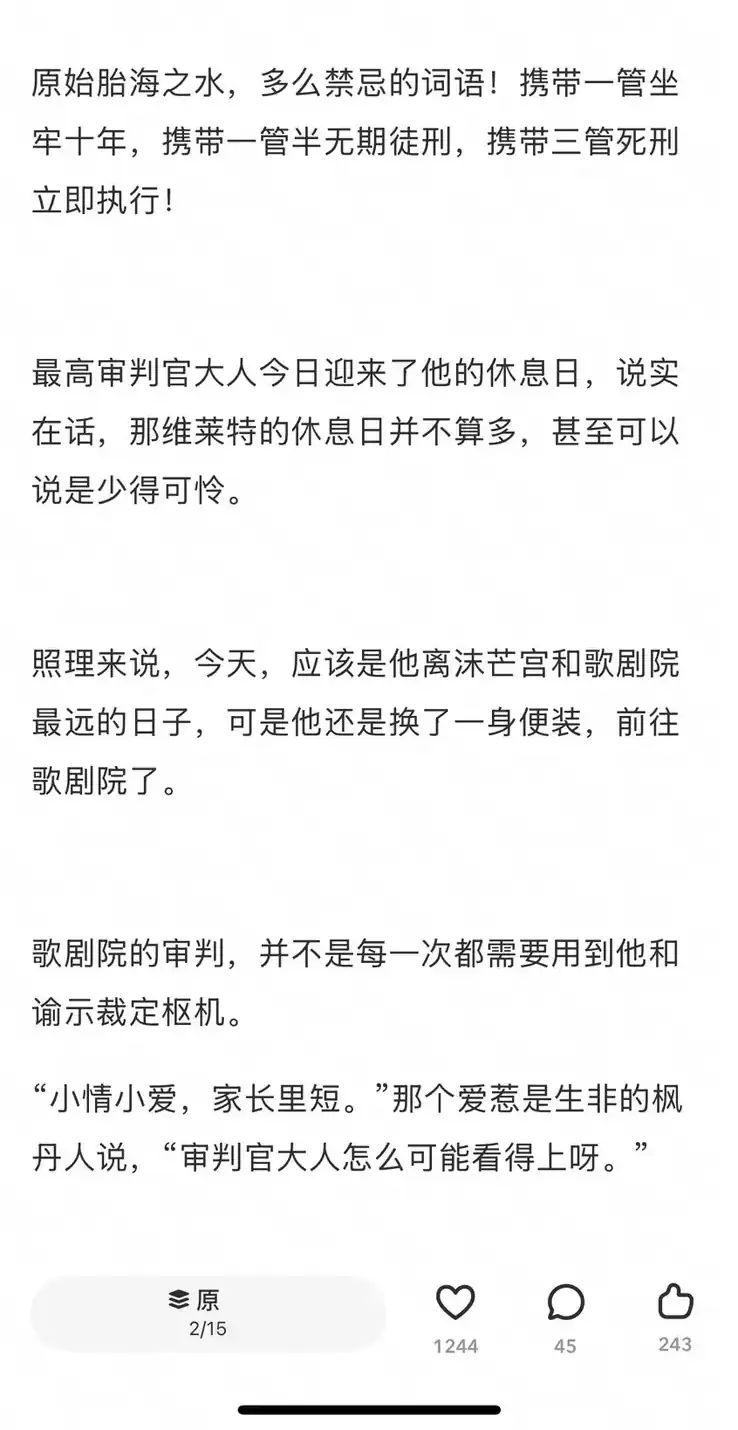 原始胎海之水，多么禁忌的词语！携带一管坐
牢十年，携带一管半无期徒刑，携带三管死刑
立即执行！
最高审判官大人今日迎来了他的休息日，说实
在话，那维莱特的休息日并不算多，甚至可以
说是少得可怜。
照理来说，今天，应该是他离沫芒宫和歌剧院
最远的日子，可是他还是换了一身便装，前往
歌剧院了。
歌剧院的审判，并不是每一次都需要用到他和
谕示裁定枢机。
“小情小爱，家长里短。”那个爱惹是生非的枫
丹人说，“审判官大人怎么可能看得上呀。”
原
2/15
1244
45
243